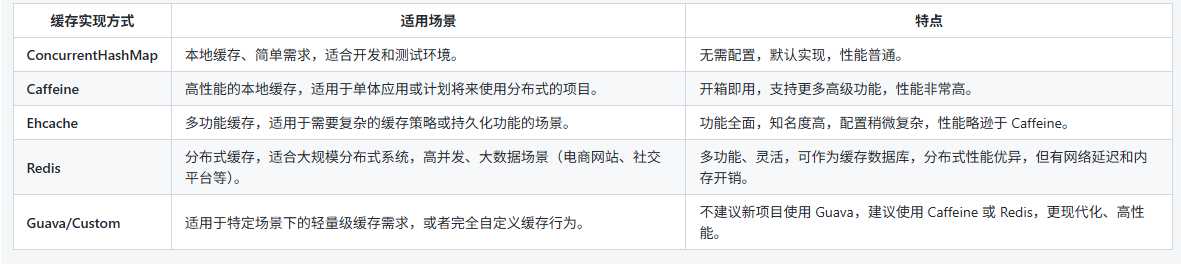 缓存实现方式 适用场景 特点
ConcurrentHashMap 本地缓存、简单需求，适合开发和测试环境。 无需配置，默认实现，性能普通。
Caffeine 高性能的本地缓存，适用于单体应用或计划将来使用分布式的项目。 开箱即用，支持更多高级功能，性能非常高。
Ehcache 多功能缓存，适用于需要复杂的缓存策略或持久化功能的场景。 功能全面，知名度高，配置稍微复杂，性能略逊于 Caffeine。
Redis
分布式缓存，适合大规模分布式系统，高并发、大数据场景（电商网站、社交
平台等）。
多功能、灵活，可作为缓存数据库，分布式性能优异，但有网络延迟和内
存开销。
Guava/Custom 适用于特定场景下的轻量级缓存需求，或者完全自定义缓存行为。
不建议新项目使用 Guava，建议使用 Caffeine 或 Redis，更现代化、高性
能。